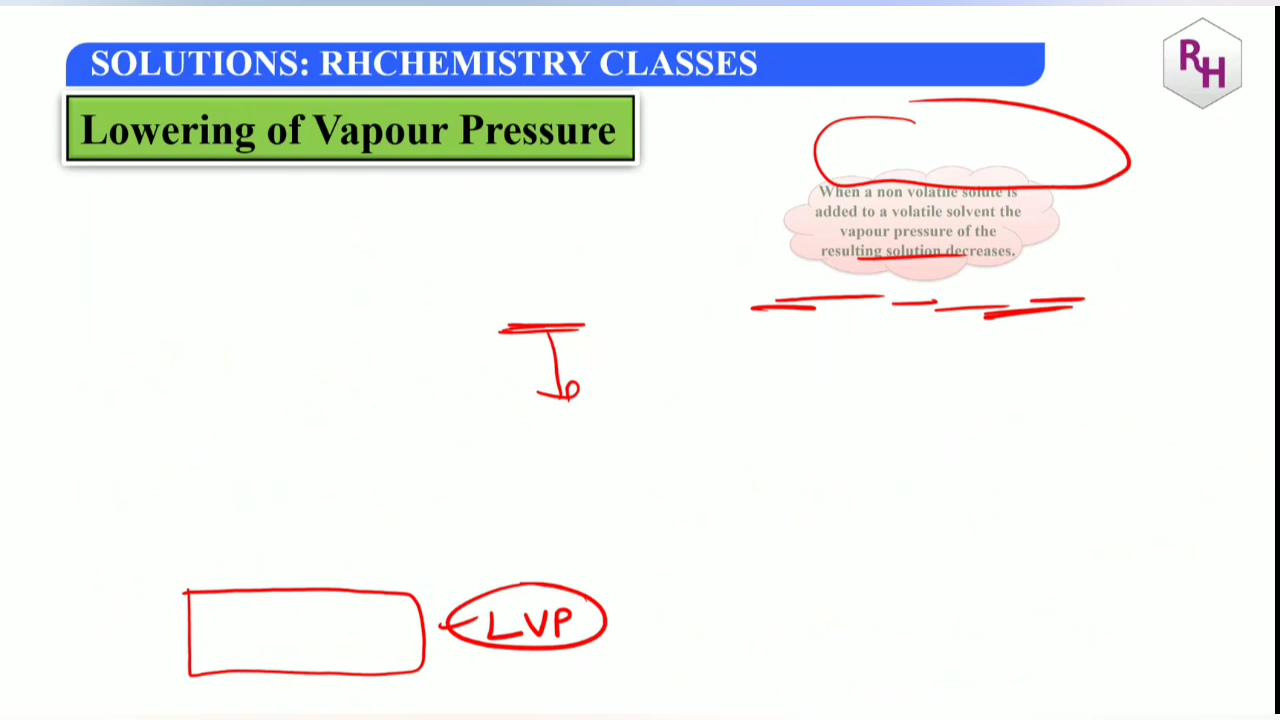 SOLUTIONS: RHCHEMISTRY CLASSES
RH
Lowering of Vapour Pressure
When a non volatile solute is
added to a volatile solvent the
vapour pressure of the
resulting solution decreases.
LVP